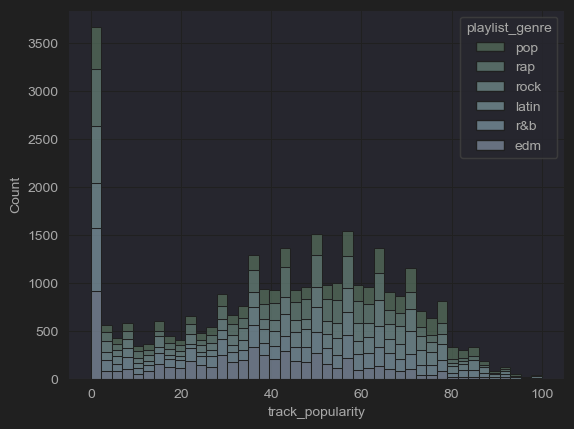 playlist_genre
pop
rap
rock
latin
r&b
edm
3500
3000
2500
2000
1500
1000
500
0
Count
0 20 40 60 80 100
track_popularity